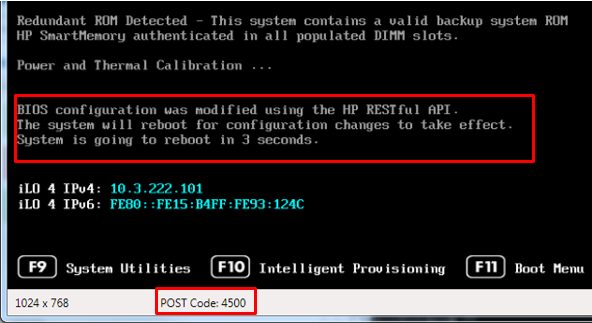 Redundant ROM Detected - This system contains a valid backup system ROM
HP SmartMemory authenticated in all populated DIMM slots.
Power and Thermal Calibration ...
BIOS configuration was modified using the HP RESTful API.
The system will reboot for configuration changes to take effect.
System is going to reboot in 3 seconds.
iLO 4 IPv4: 10.3.222.101
iLO 4 IPv6: FE80::FE15:B4FF:FE93:124C
F9 System Utilities F10 Intelligent Provisioning F11 Boot Menu
1024 x 768 POST Code: 4500